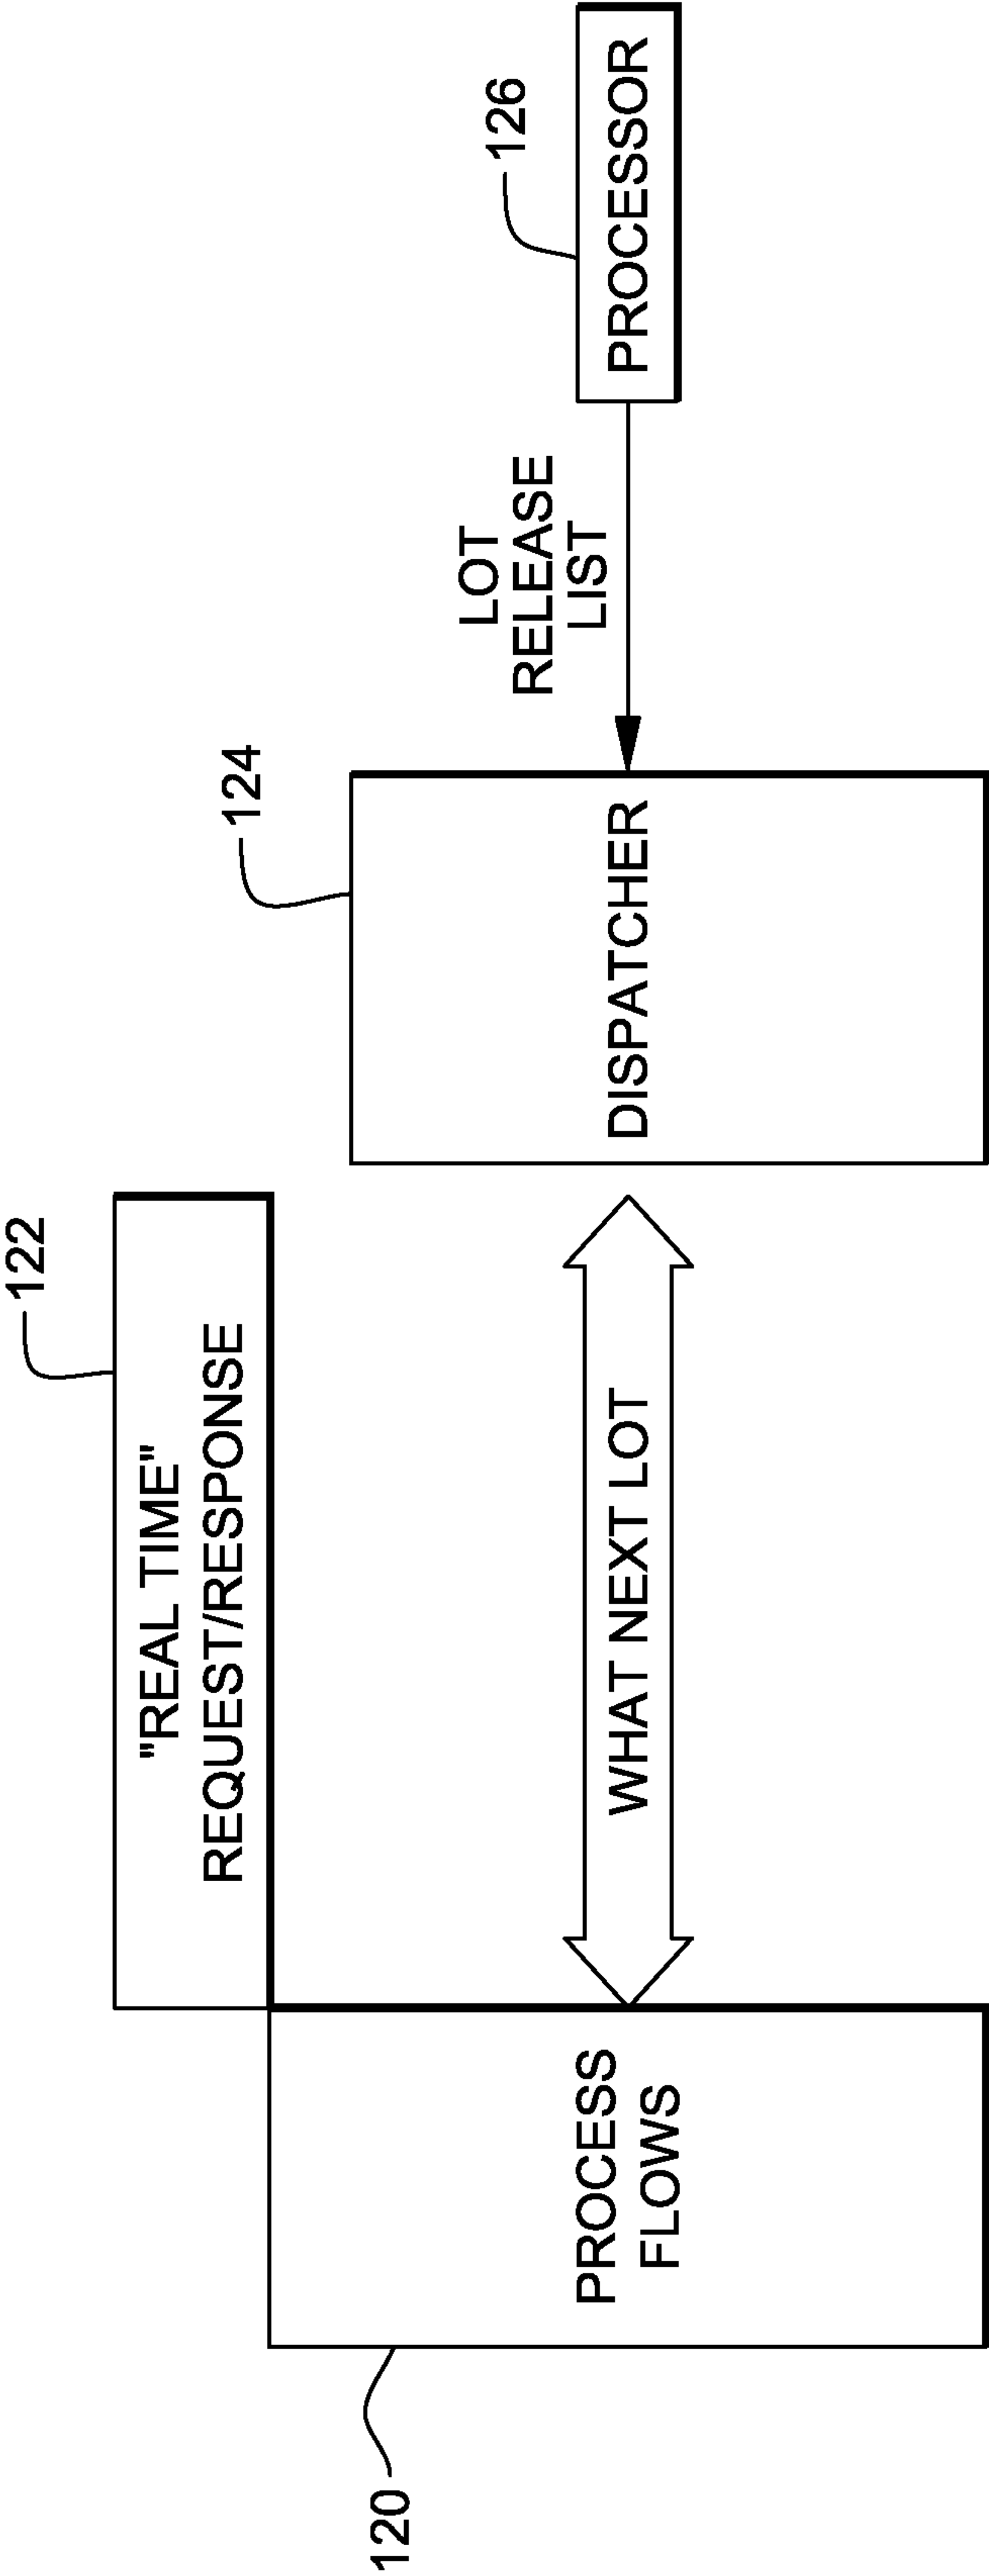 122
"REAL TIME"
REQUEST/RESPONSE
124
126
120
PROCESS
FLOWS
WHAT NEXT LOT
DISPATCHER
LOT
RELEASE
LIST
PROCESSOR